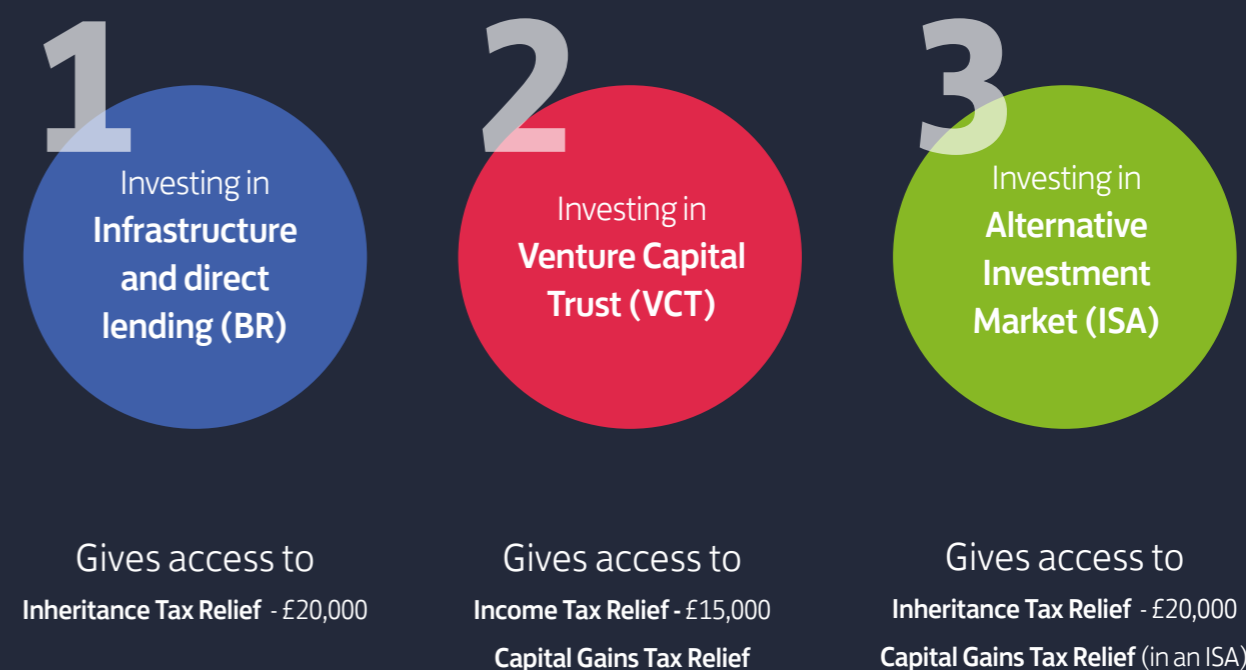 1
Investing in
Infrastructure
and direct
lending (BR)
Gives access to
Inheritance Tax Relief - £20,000
2
Investing in
Venture Capital
Trust (VCT)
Gives access to
Income Tax Relief - £15,000
Capital Gains Tax Relief
3
Investing in
Alternative
Investment
Market (ISA)
Gives access to
Inheritance Tax Relief - £20,000
Capital Gains Tax Relief (in an ISA)